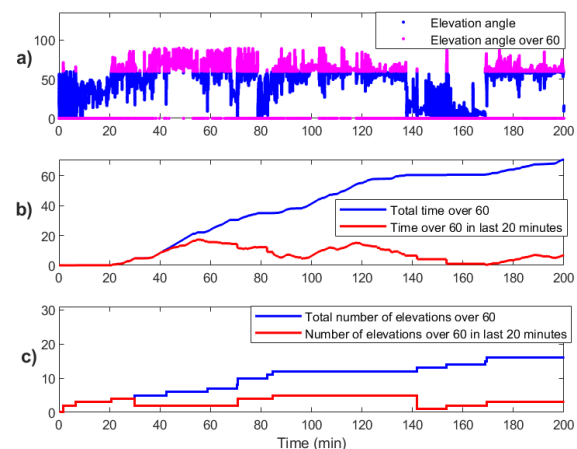 Elevation angle
Elevation angle over 60
a)
100
50
0
0 20 40 60 80 100 120 140 160 180 200
b)
Total time over 60
Time over 60 in last 20 minutes
60
40
20
0
0 20 40 60 80 100 120 140 160 180 200
c)
Total number of elevations over 60
Number of elevations over 60 in last 20 minutes
30
20
10
0
0 20 40 60 80 100 120 140 160 180 200
Time (min)